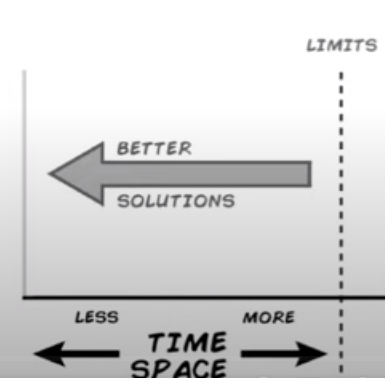 LIMITS
BETTER
SOLUTIONS
LESS MORE
TIME
SPACE